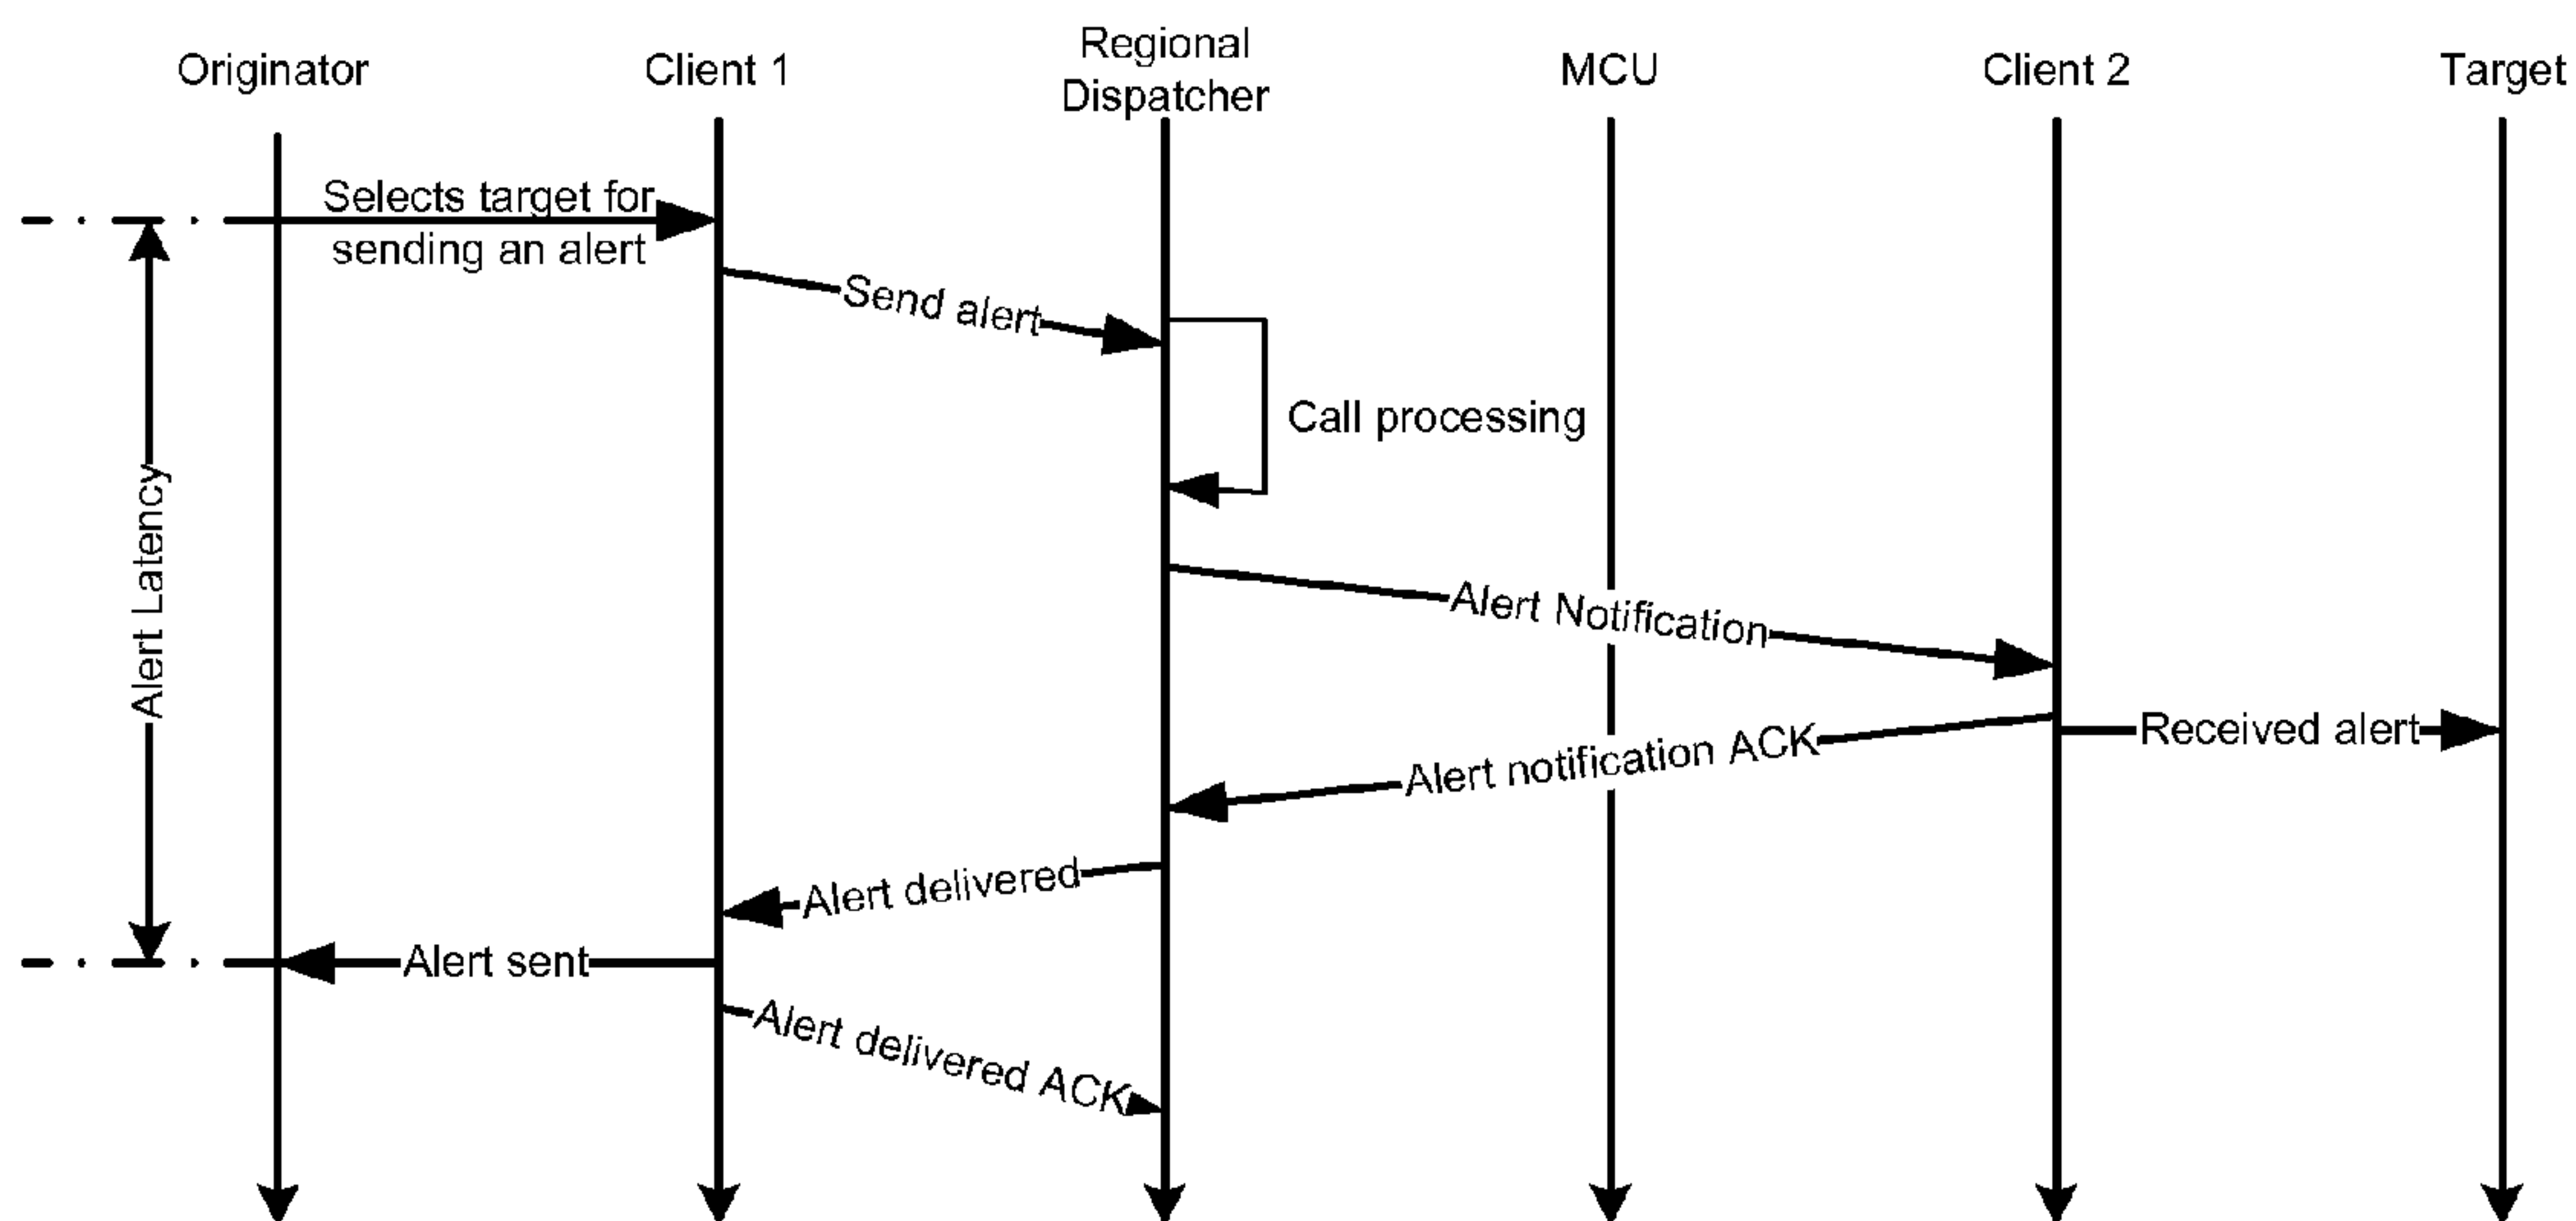 Originator
Client 1
Regional
Dispatcher
MCU
Client 2
Target
Selects target for
sending an alert
Send alert
Call processing
Alert Latency
Alert Notification
Received alert
Alert notification ACK
Alert delivered
Alert sent
Alert delivered ACK